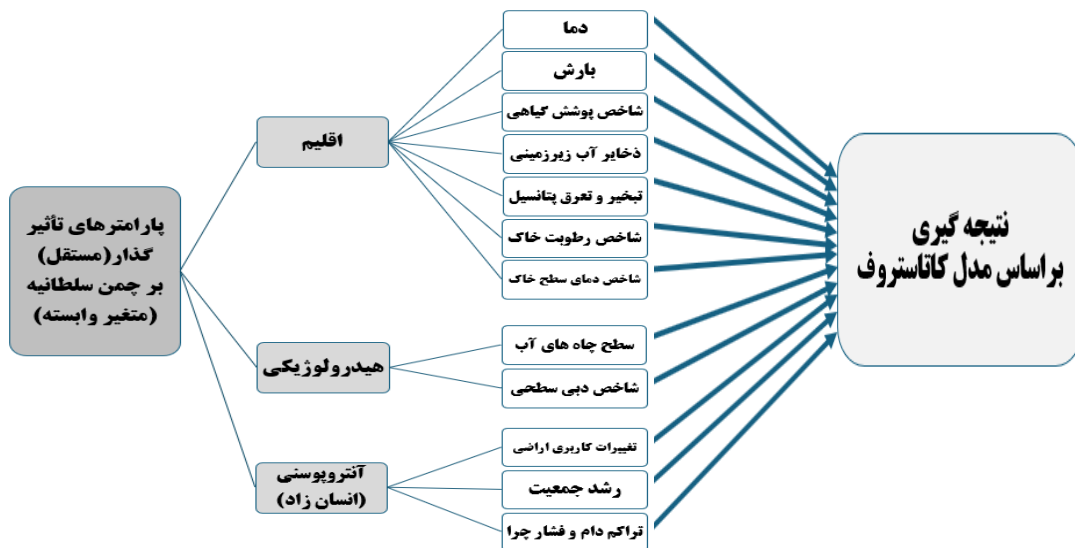 پارامترهای تأثیر
گذار(مستقل)
بر چمن سلطانیه
(متغیر وابسته)
اقلیم
هیدرولوژیکی
آنتروپوسنی
(انسان زاد)
دما
بارش
شاخص پوشش گیاهی
ذخایر آب زیرزمینی
تبخیر و تعرق پتانسیل
شاخص رطوبت خاک
شاخص دمای سطح خاک
سطح چاه های آب
شاخص دبی سطحی
تغییرات کاربری اراضی
رشد جمعیت
تراکم دام و فشار چرا
نتیجه گیری
براساس مدل کاتاستروف